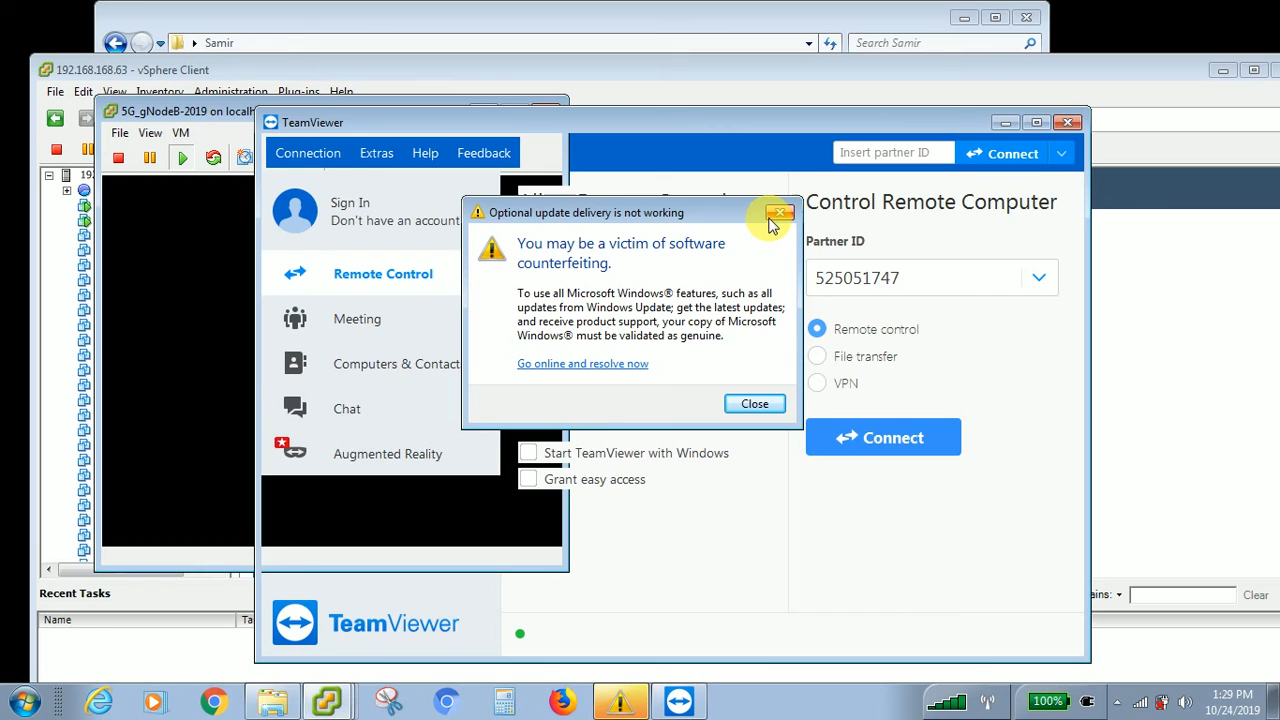 Samir
Search Samir
192.168.168.63 - vSphere Client
File Edit View Inventory Administration Plug-ins Help
5G_gNodeB-2019 on local
File View VM
TeamViewer
Connection Extras Help Feedback
Insert partner ID
Connect
Sign In
Don't have an account
Remote Control
Meeting
Computers & Contact
Chat
Augmented Reality
Optional update delivery is not working
You may be a victim of software
counterfeiting.
To use all Microsoft Windows® features, such as all
updates from Windows Update; get the latest updates;
and receive product support, your copy of Microsoft
Windows® must be validated as genuine.
Go online and resolve now
Close
Start TeamViewer with Windows
Grant easy access
Control Remote Computer
Partner ID
525051747
Remote control
File transfer
VPN
Connect
TeamViewer
Recent Tasks
Name
Clear
100%
1:29 PM
10/24/2019